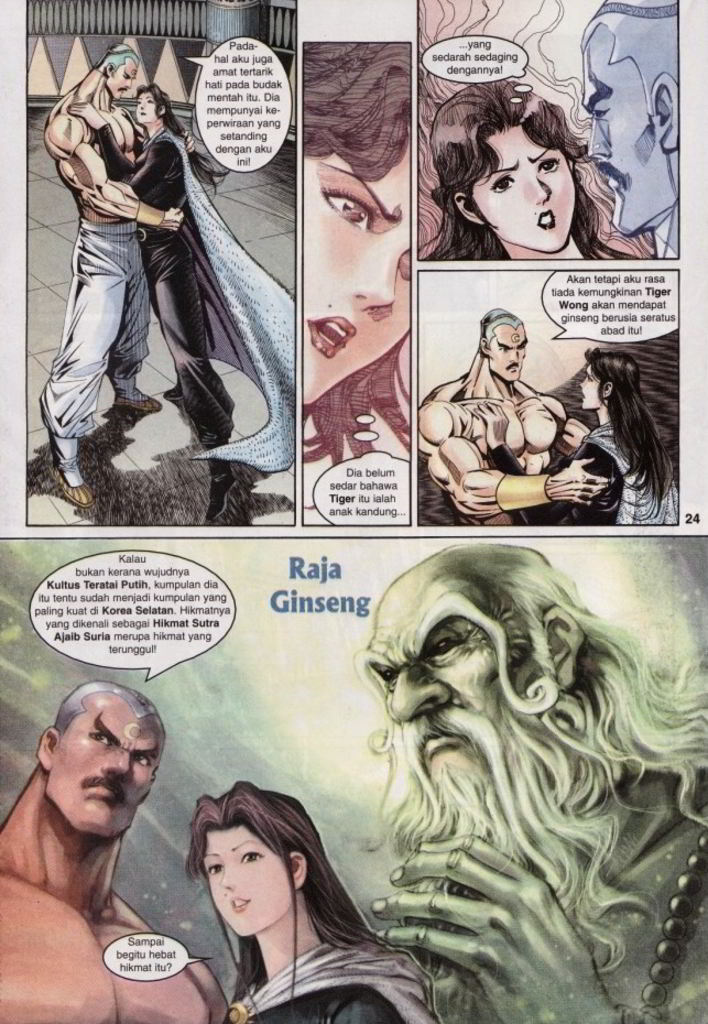 Pada-
hal aku juga
amat tertarik
hati pada budak
mentah itu. Dia
mempunyai ke-
perwiraan yang
setanding
dengan aku
ini!
Dia belum
sedar bahawa
Tiger itu ialah
anak kandung...
...yang
sedarah sedaging
dengannya!
Akan tetapi aku rasa
tiada kemungkinan Tiger
Wong akan mendapat
ginseng berusia seratus
abad itu!
24
Kalau
bukan kerana wujudnya
Kultus Teratai Putih, kumpulan dia
itu tentu sudah menjadi kumpulan yang
paling kuat di Korea Selatan. Hikmatnya
yang dikenali sebagai Hikmat Sutra
Ajaib Suria merupa hikmat yang
terunggul!
Raja
Ginseng
Sampai
begitu hebat
hikmat itu?